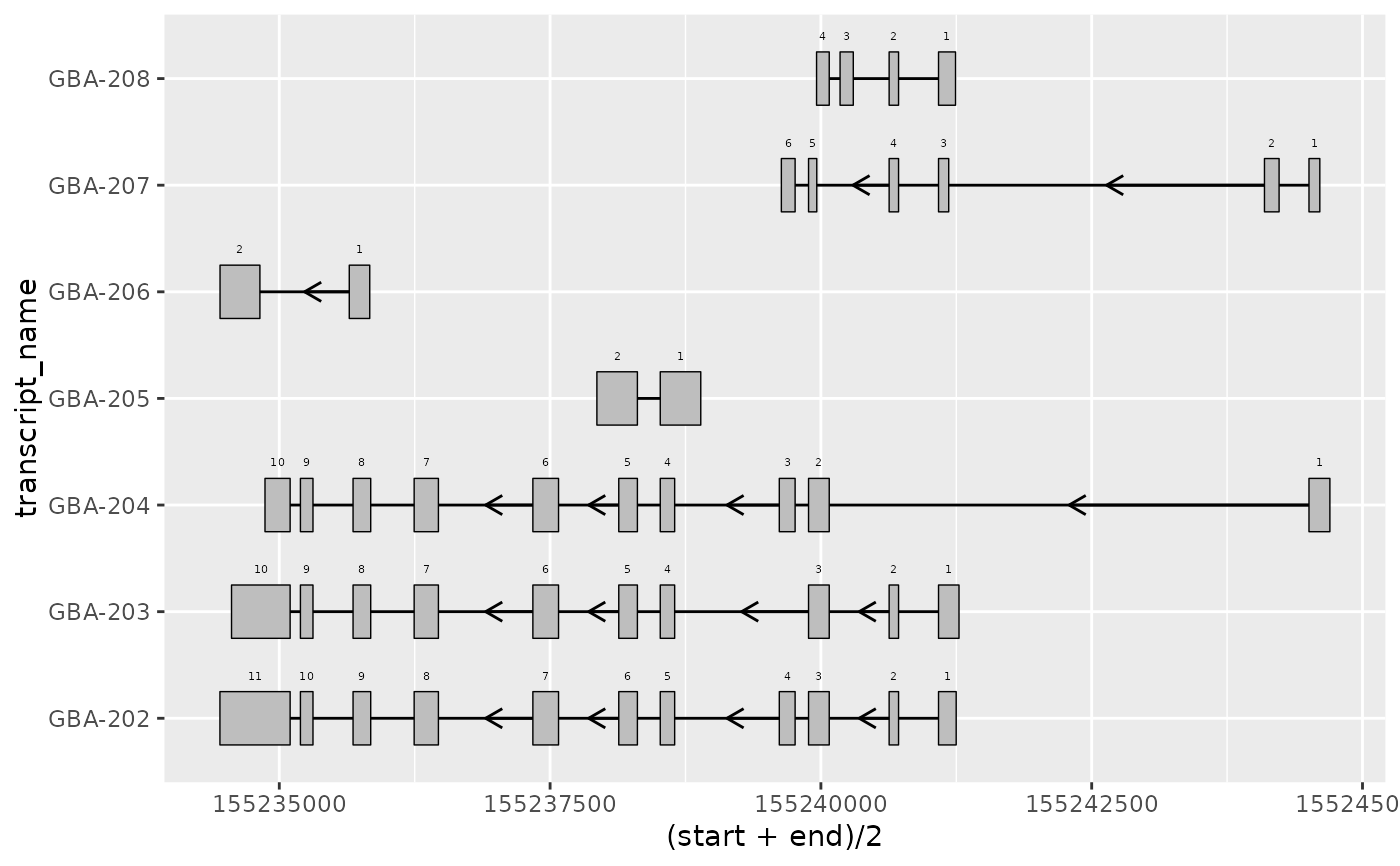 4 3 2 1
GBA-208
6 5 4 3 2 1
GBA-207
2 1
GBA-206
2 1
GBA-205
10 9 8 7 6 5 4 3 2 1
GBA-204
10 9 8 7 6 5 4 3 2 1
GBA-203
11 10 9 8 7 6 5 4 3 2 1
GBA-202
transcript_name
155235000 155237500 155240000 155242500 15524500
(start + end)/2